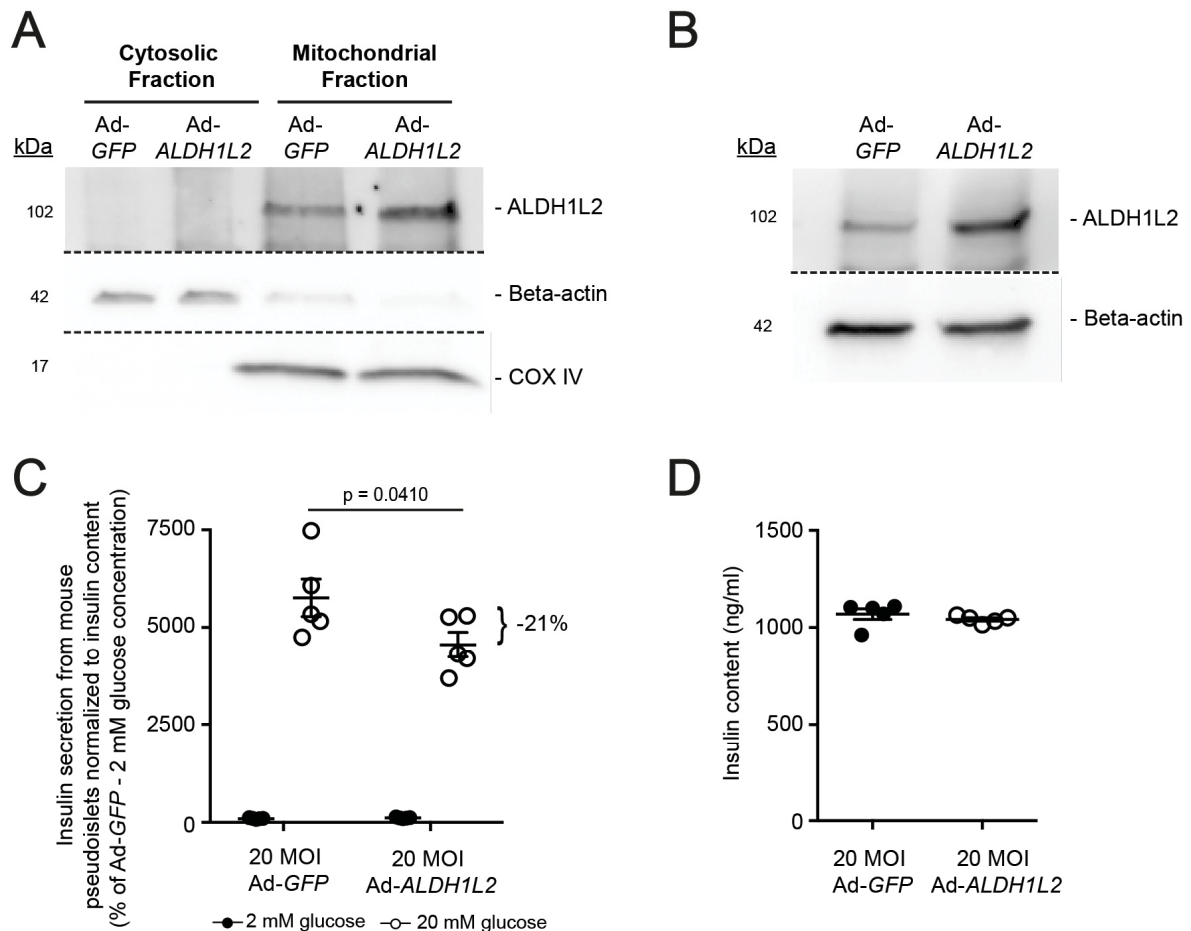 A
Cytosolic Fraction
Mitochondrial Fraction
kDa
Ad-GFP
Ad-ALDH1L2
Ad-GFP
Ad-ALDH1L2
102
- ALDH1L2
42
- Beta-actin
17
- COX IV
B
kDa
Ad-GFP
Ad-ALDH1L2
102
- ALDH1L2
42
- Beta-actin
C
Insulin secretion from mouse
pseudoislets normalized to insulin content
(% of Ad-GFP - 2 mM glucose concentration)
p = 0.0410
7500
5000
2500
0
-21%
20 MOI
Ad-GFP
20 MOI
Ad-ALDH1L2
2 mM glucose
20 mM glucose
D
Insulin content (ng/ml)
1500
1000
500
0
20 MOI
Ad-GFP
20 MOI
Ad-ALDH1L2